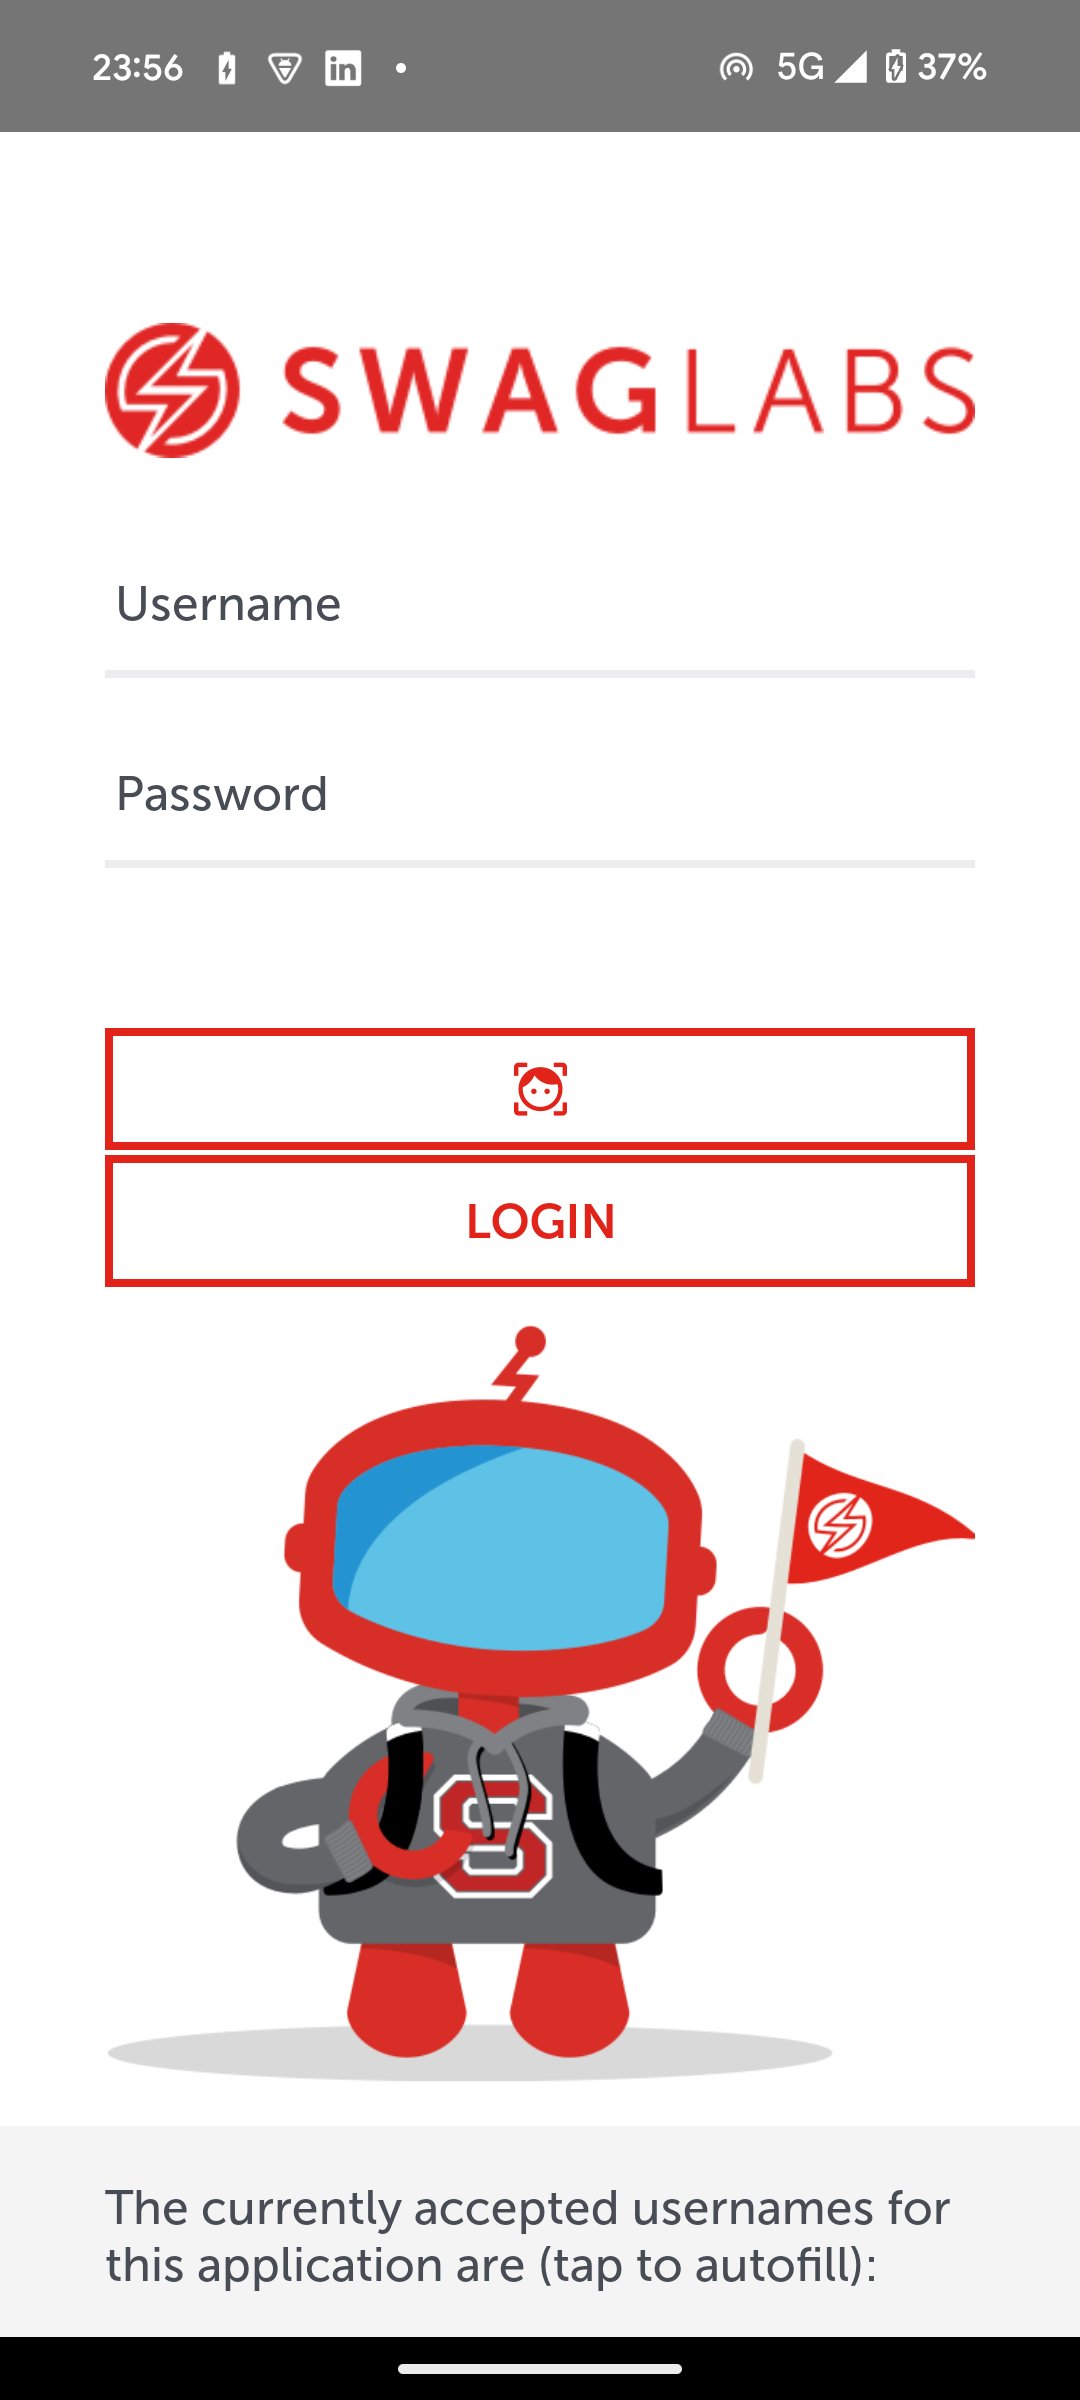 23:56 in 5G 37%
SWAGLABS
Username
Password
LOGIN
S
The currently accepted usernames for
this application are (tap to autofill):